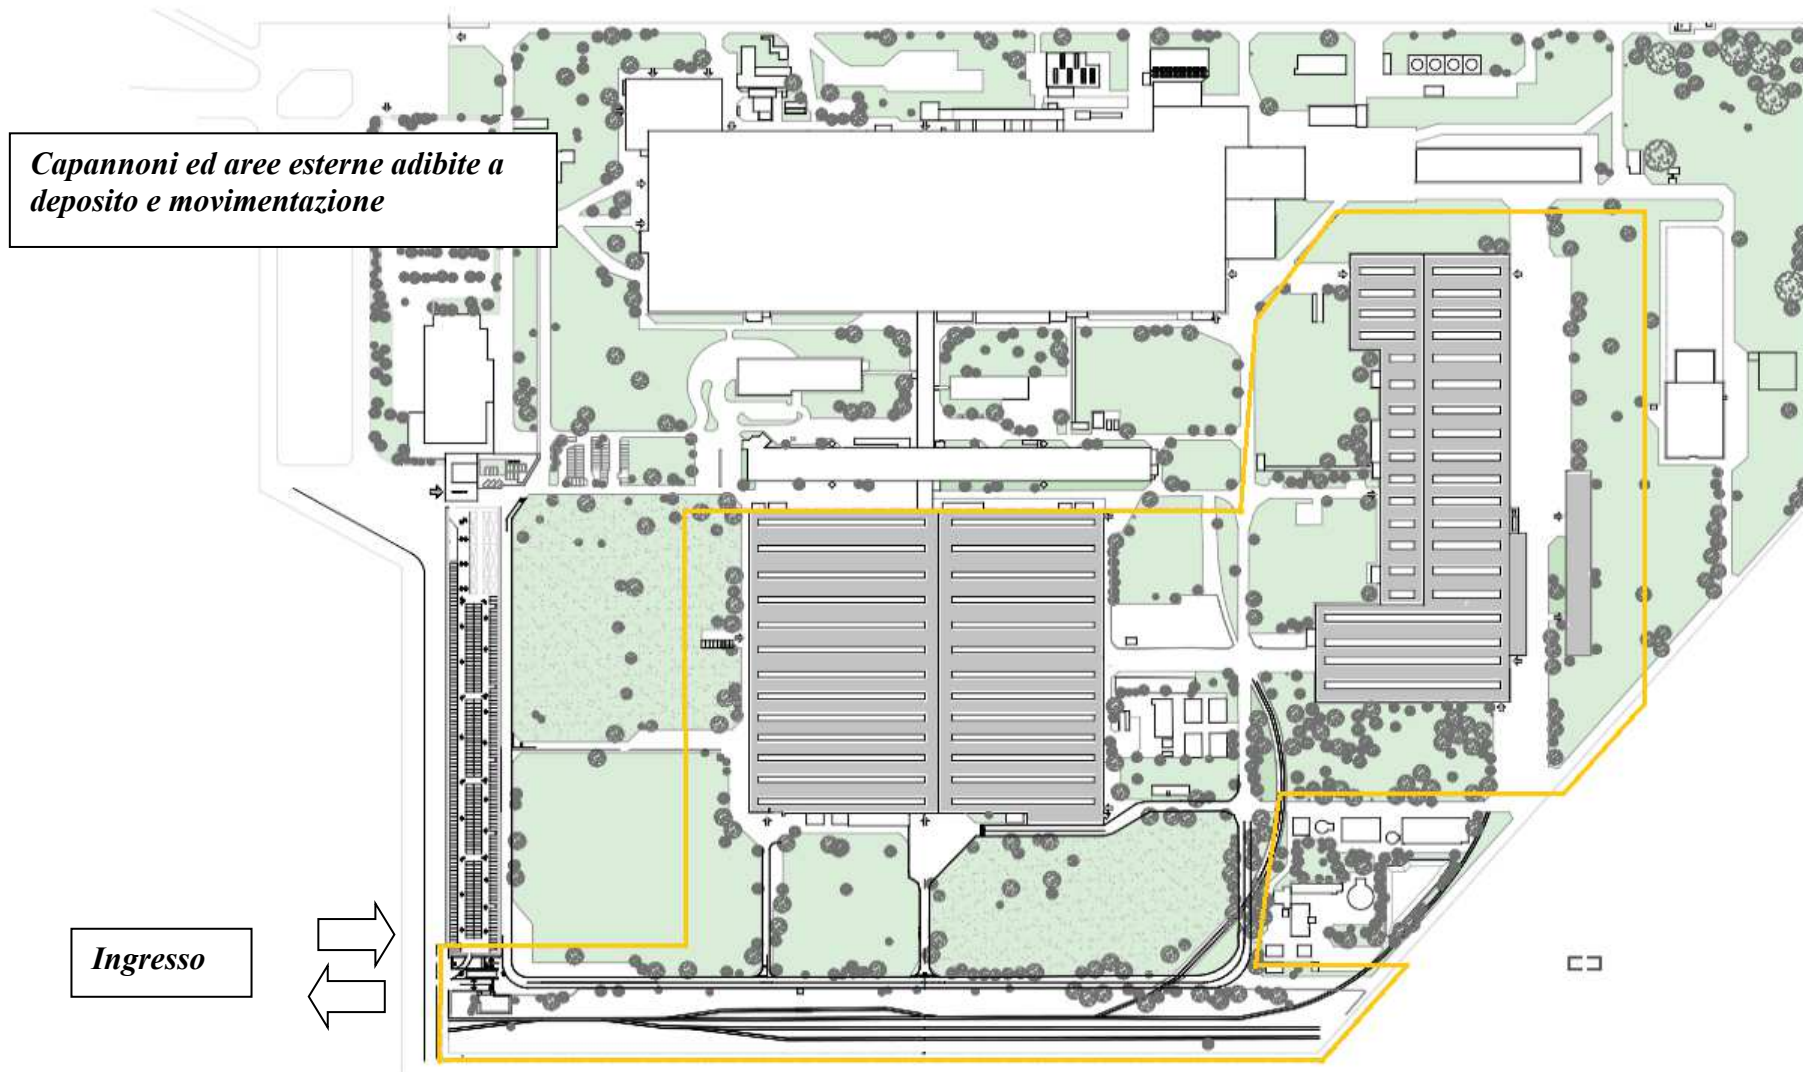 Capannoni ed aree esterne adibite a
deposito e movimentazione
Ingresso